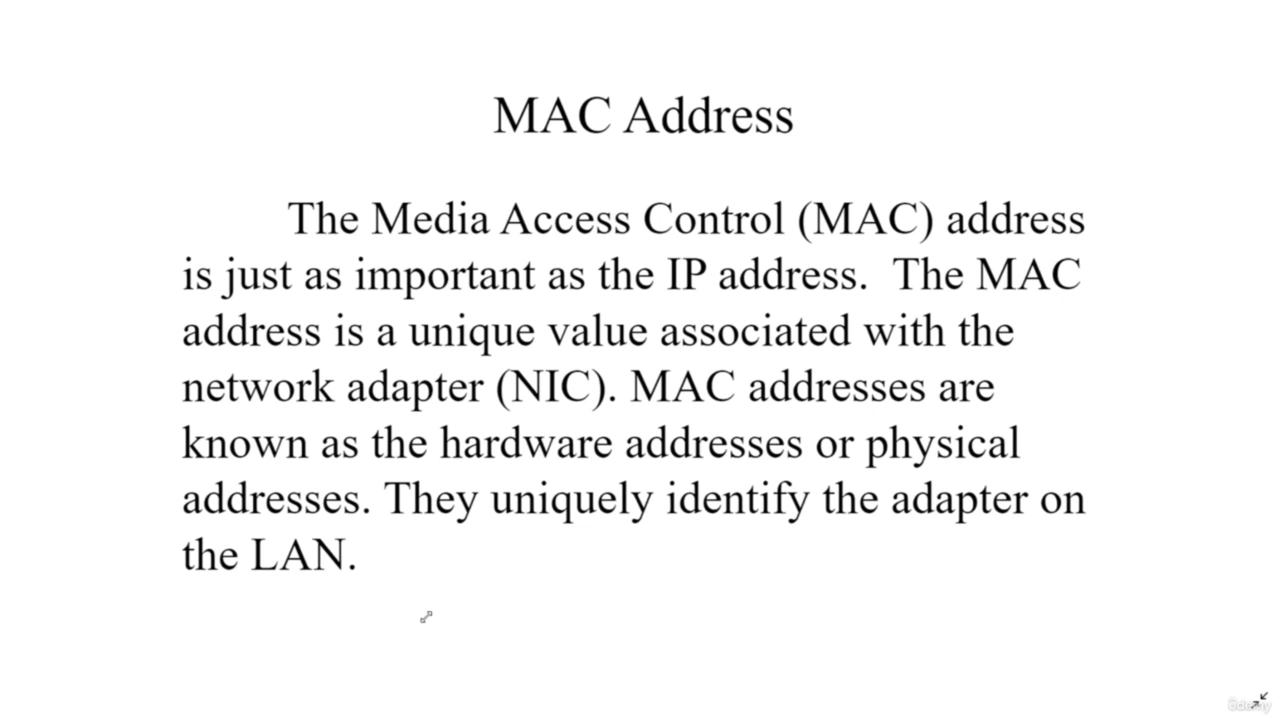 MAC Address
The Media Access Control (MAC) address
is just as important as the IP address. The MAC
address is a unique value associated with the
network adapter (NIC). MAC addresses are
known as the hardware addresses or physical
addresses. They uniquely identify the adapter on
the LAN.
ûdemy